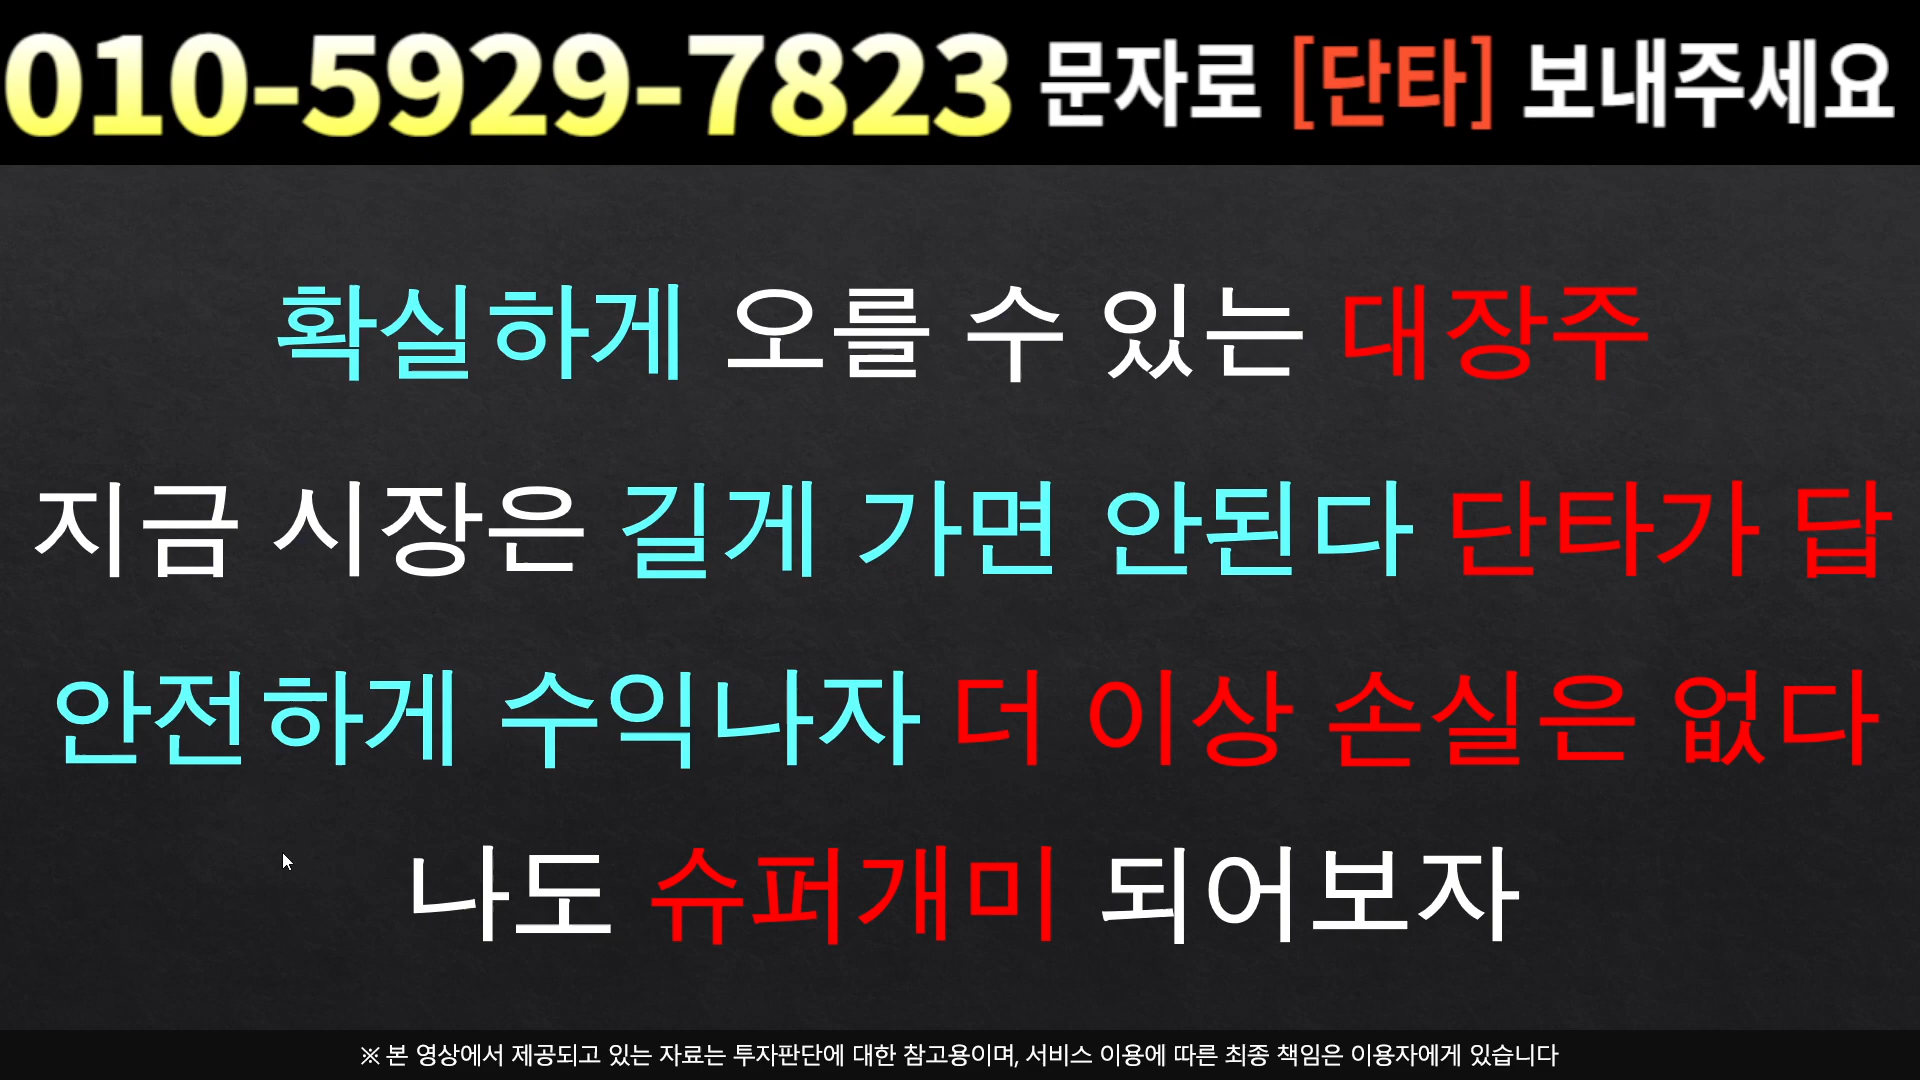 010-5929-7823 문자로 [단타] 보내주세요
확실하게 오를 수 있는 대장주
지금 시장은 길게 가면 안된다 단타가 답
안전하게 수익나자 더 이상 손실은 없다
나도 슈퍼개미 되어보자
※ 본 영상에서 제공되고 있는 자료는 투자판단에 대한 참고용이며, 서비스 이용에 따른 최종 책임은 이용자에게 있습니다